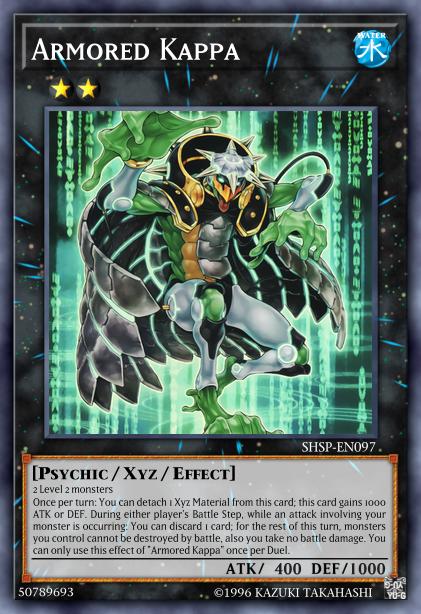 Armored Kappa
WATER
水
SHSP-EN097
[Psychic / Xyz / Effect]
2 Level 2 monsters
Once per turn: You can detach 1 Xyz Material from this card; this card gains 1000
ATK or DEF. During either player's Battle Step, while an attack involving your
monster is occurring: You can discard 1 card; for the rest of this turn, monsters
you control cannot be destroyed by battle, also you take no battle damage. You
can only use this effect of "Armored Kappa" once per Duel.
ATK/ 400 DEF/1000
50789693
©1996 KAZUKI TAKAHASHI